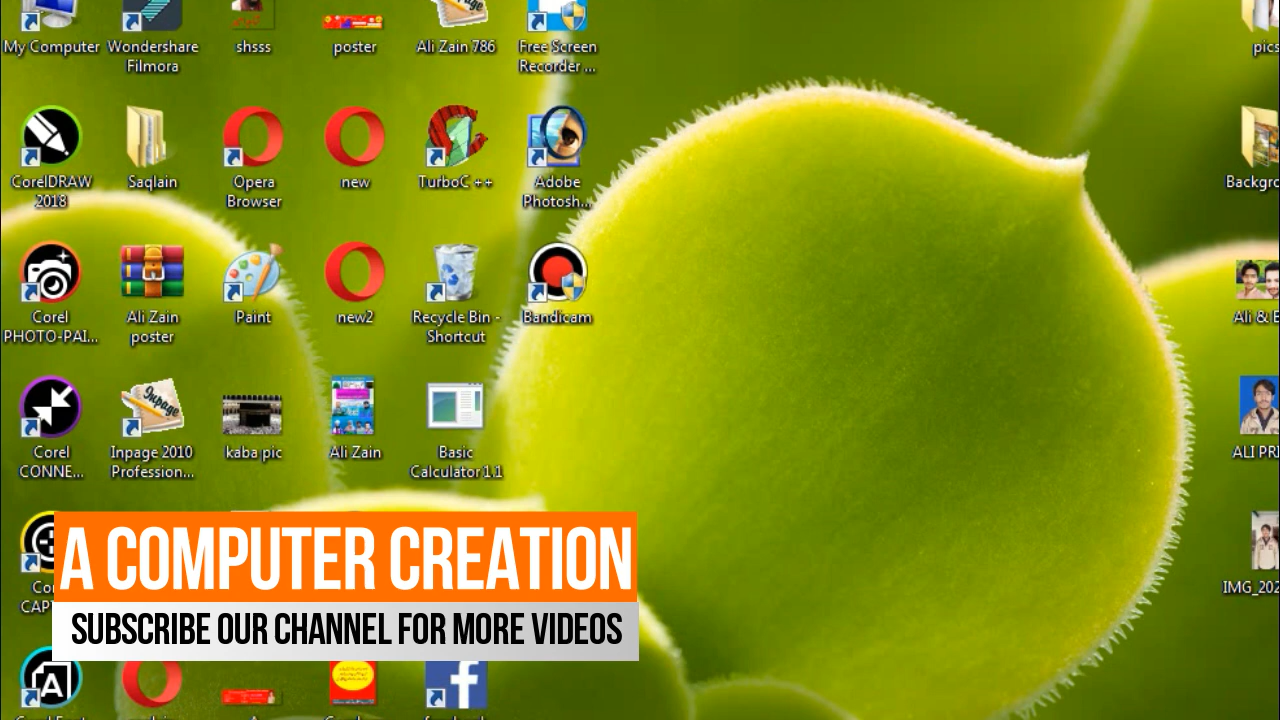 My Computer
Wondershare
Filmora
shsss
poster
Ali Zain 786
Free Screen
Recorder ...
pics
CorelDRAW
2018
Saqlain
Opera
Browser
new
TurboC ++
Adobe
Photosh...
Backgro
Corel
PHOTO-PAI...
Ali Zain
poster
Paint
new2
Recycle Bin -
Shortcut
Bandicam
Ali & B
Corel
CONNE...
Inpage
Inpage 2010
Profession...
kaba pic
Ali Zain
Basic
Calculator1.1
ALI PRI
A COMPUTER CREATION
IMG_202
SUBSCRIBE OUR CHANNEL FOR MORE VIDEOS